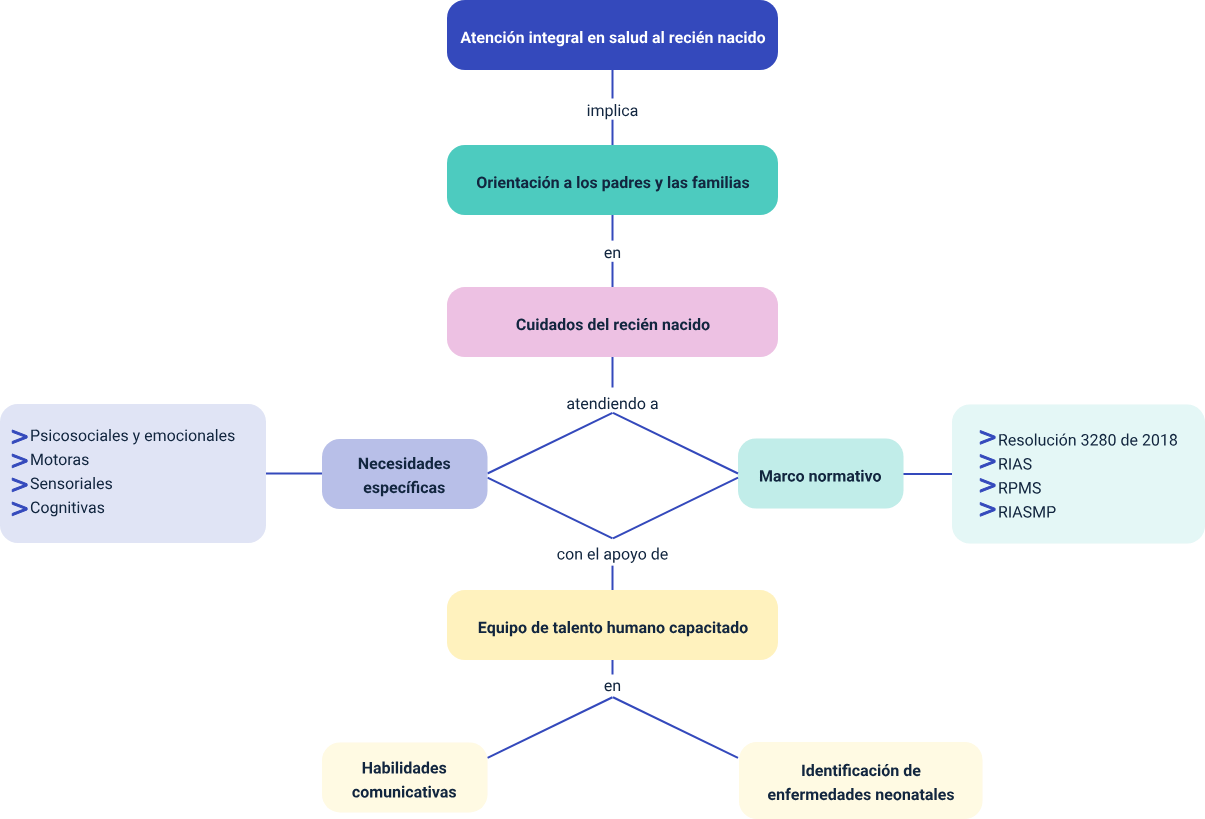 Atención integral en salud al recién nacido
implica
Orientación a los padres y las familias
en
Cuidados del recién nacido
atendiendo a
> Psicosociales y emocionales
> Motoras
> Sensoriales
> Cognitivas
Necesidades
específicas
Marco normativo
> Resolución 3280 de 2018
> RIAS
> RPMS
> RIASMP
con el apoyo de
Equipo de talento humano capacitado
en
Habilidades
comunicativas
Identificación de
enfermedades neonatales